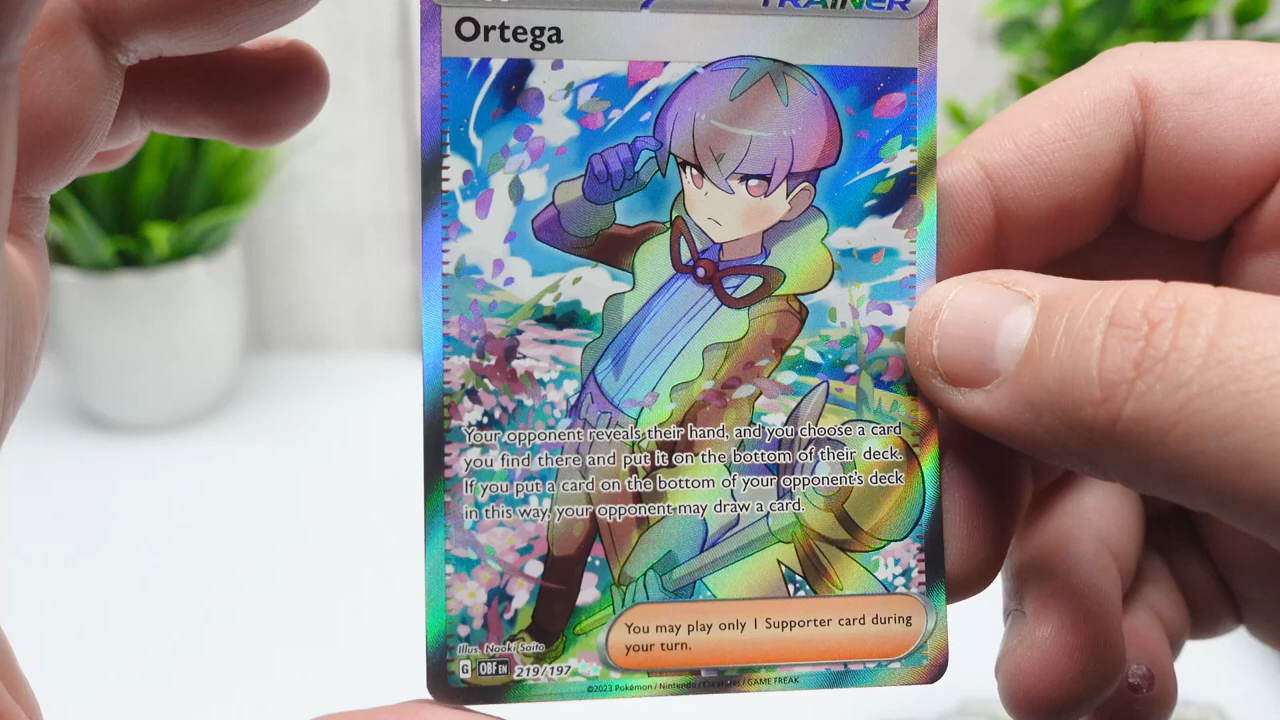 TRAINER
Ortega
Your opponent reveals their hand, and you choose a card
you find there and put it on the bottom of their deck.
If you put a card on the bottom of your opponent's deck
in this way, your opponent may draw a card.
You may play only 1 Supporter card during
your turn.
Illus. Naoki Saito
G OBF EN 219/197
©2023 Pokémon / Nintendo / Creatures / GAME FREAK